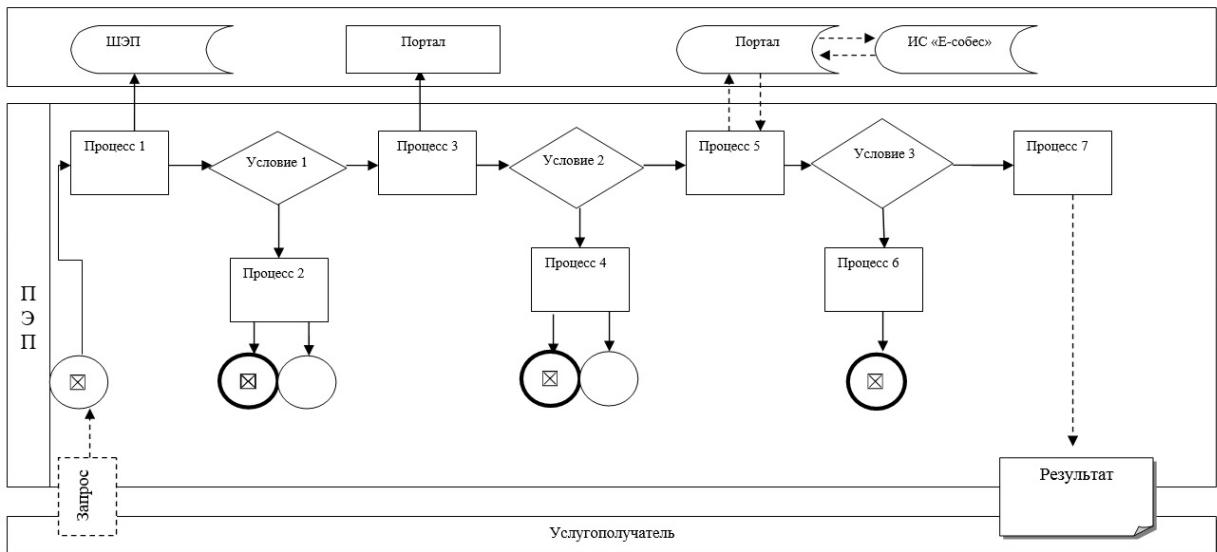 ШЭП
Портал
Портал
ИС «Е-собес»
Процесс 1
Условие 1
Процесс 3
Условие 2
Процесс 5
Условие 3
Процесс 7
Процесс 2
Процесс 4
Процесс 6
П
Э
П
Запрос
Результат
Услугополучатель